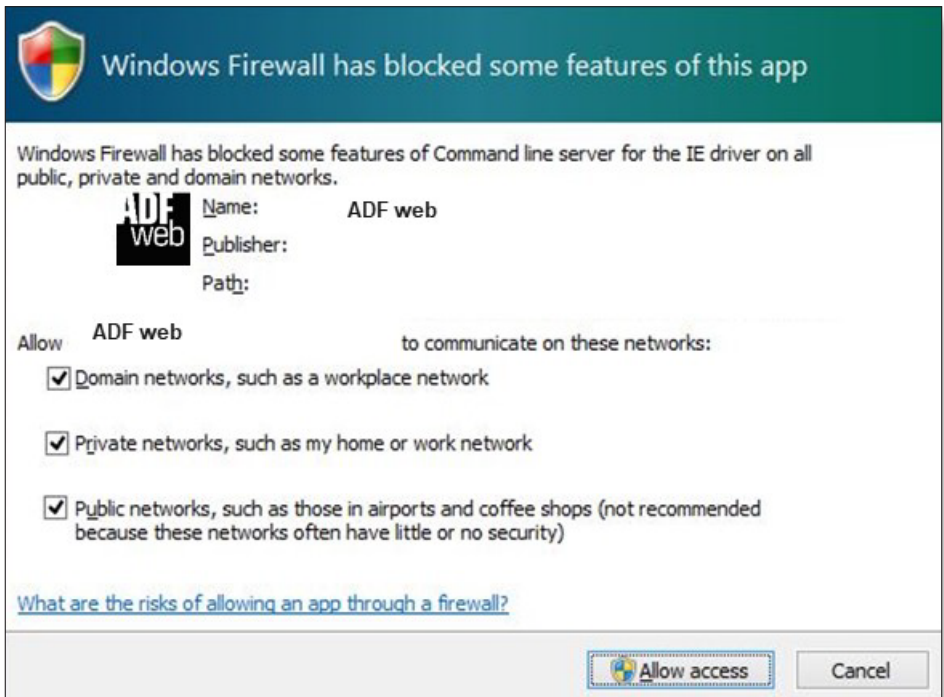 Windows Firewall has blocked some features of this app
Windows Firewall has blocked some features of Command line server for the IE driver on all
public, private and domain networks.
ADF
web
Name: ADF web
Publisher:
Path:
Allow ADF web to communicate on these networks:
Domain networks, such as a workplace network
Private networks, such as my home or work network
Public networks, such as those in airports and coffee shops (not recommended
because these networks often have little or no security)
What are the risks of allowing an app through a firewall?
Allow access Cancel